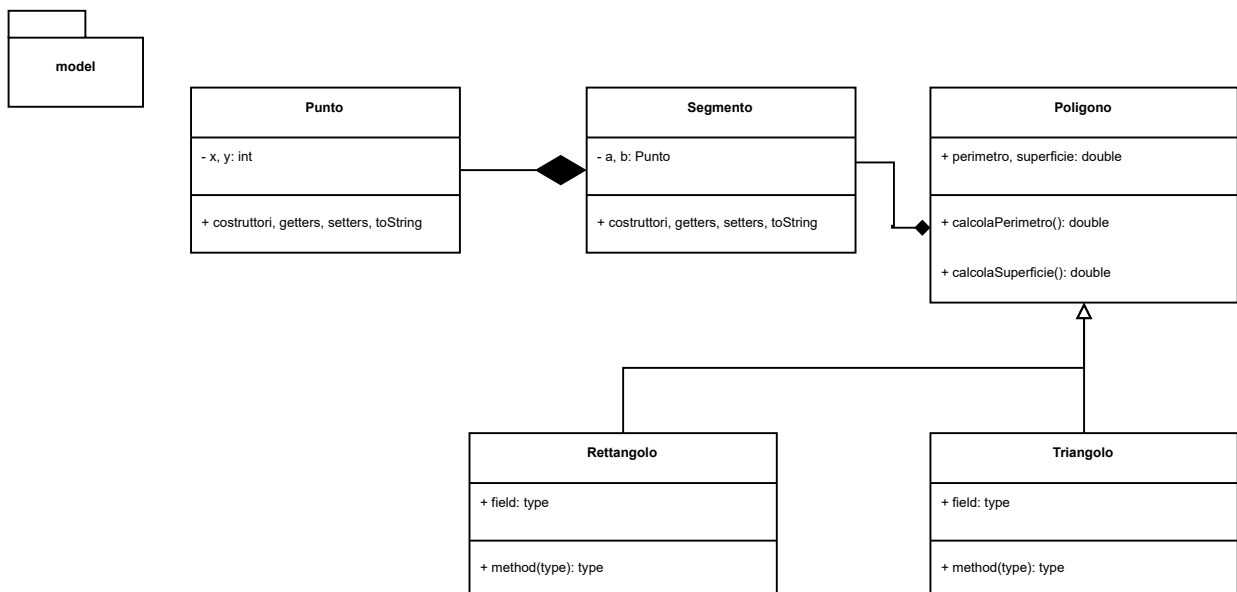 model
Punto
- x, y: int
+ costruttori, getters, setters, toString
Segmento
- a, b: Punto
+ costruttori, getters, setters, toString
Poligono
+ perimetro, superficie: double
+ calcolaPerimetro(): double
+ calcolaSuperficie(): double
Rettangolo
+ field: type
+ method(type): type
Triangolo
+ field: type
+ method(type): type